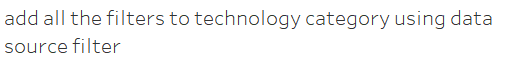 add all the filters to technology category using data
source filter